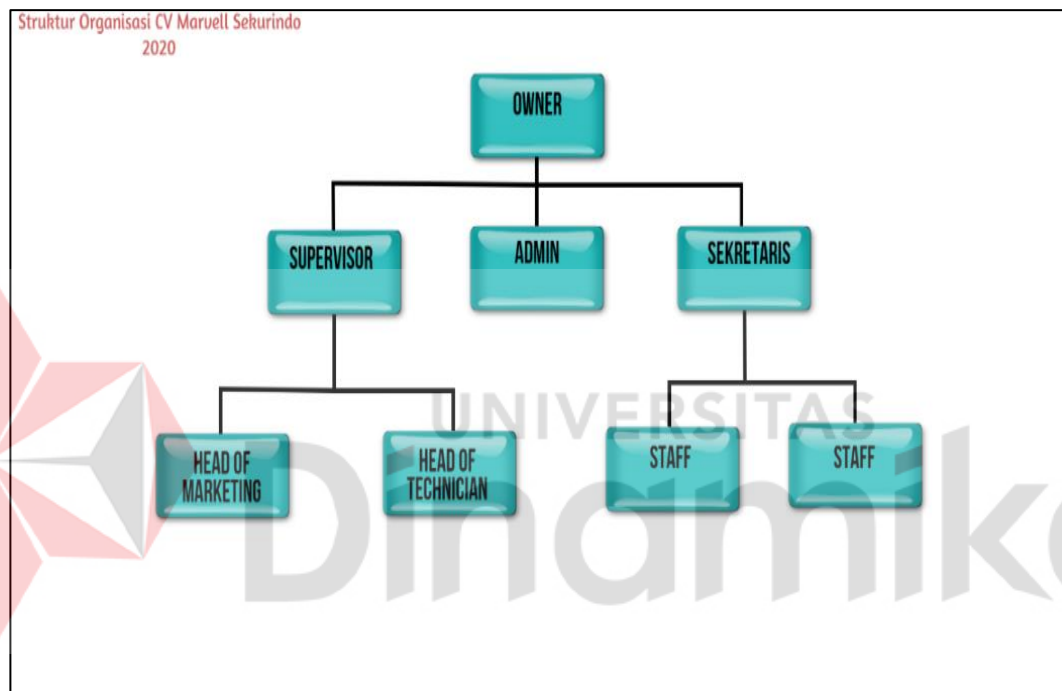 Struktur Organisasi CV Marvell Sekurindo
2020
OWNER
SUPERVISOR
ADMIN
SEKRETARIS
HEAD OF
MARKETING
HEAD OF
TECHNICIAN
STAFF
STAFF
UNIVERSITAS
Dinamika